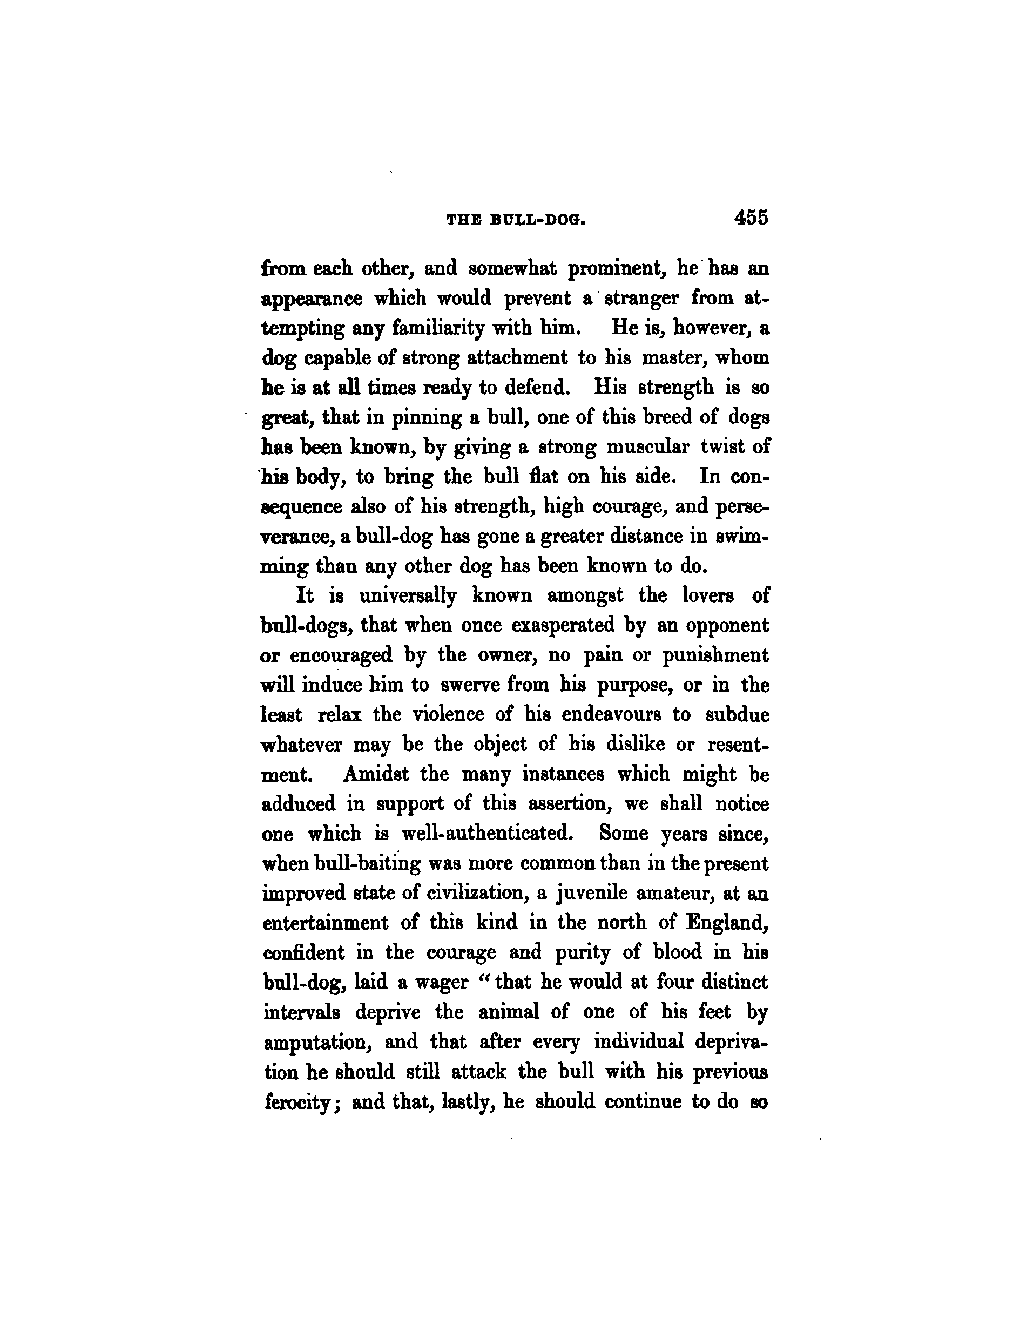 THE BULL-DOG. 455
from each other, and somewhat prominent, he has an
appearance which would prevent a stranger from at-
tempting any familiarity with him. He is, however, a
dog capable of strong attachment to his master, whom
he is at all times ready to defend. His strength is so
great, that in pinning a bull, one of this breed of dogs
has been known, by giving a strong muscular twist of
his body, to bring the bull flat on his side. In con-
sequence also of his strength, high courage, and perse-
verance, a bull-dog has gone a greater distance in swim-
ming than any other dog has been known to do.
It is universally known amongst the lovers of
bull-dogs, that when once exasperated by an opponent
or encouraged by the owner, no pain or punishment
will induce him to swerve from his purpose, or in the
least relax the violence of his endeavours to subdue
whatever may be the object of his dislike or resent-
ment. Amidst the many instances which might be
adduced in support of this assertion, we shall notice
one which is well-authenticated. Some years since,
when bull-baiting was more common than in the present
improved state of civilization, a juvenile amateur, at an
entertainment of this kind in the north of England,
confident in the courage and purity of blood in his
bull-dog, laid a wager “that he would at four distinct
intervals deprive the animal of one of his feet by
amputation, and that after every individual depriva-
tion he should still attack the bull with his previous
ferocity; and that, lastly, he should continue to do so